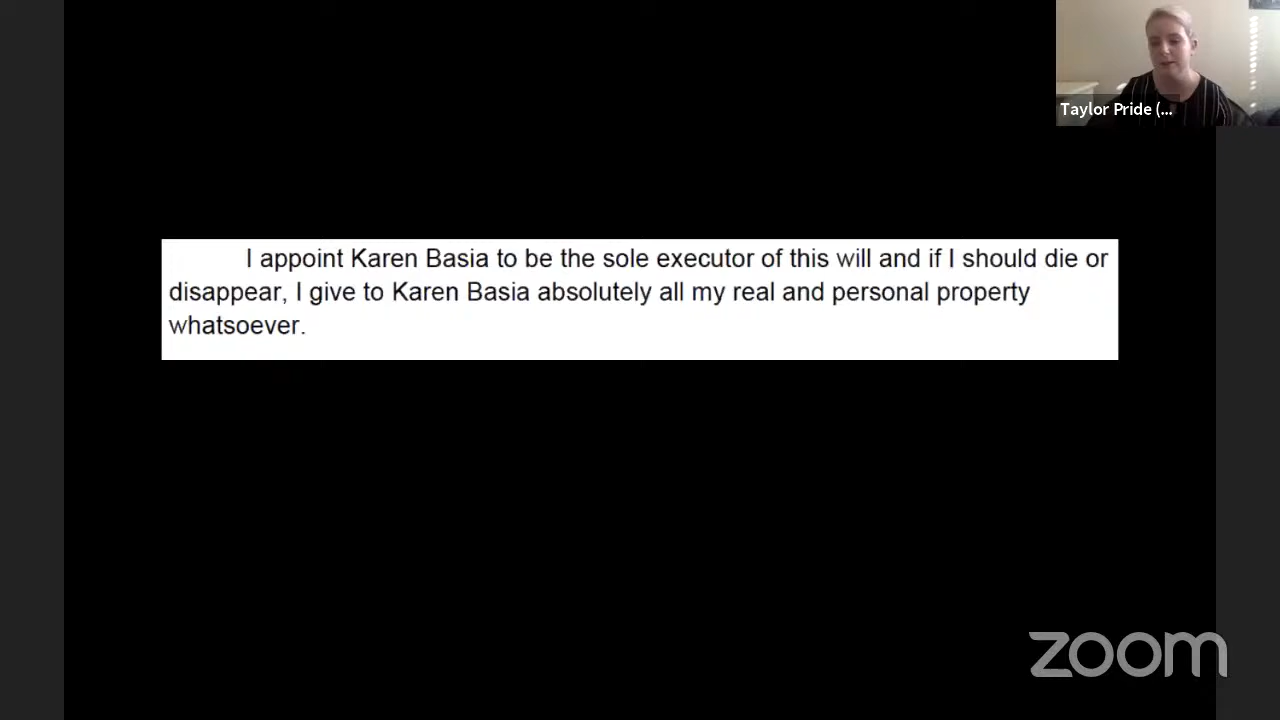 Taylor Pride (...
I appoint Karen Basia to be the sole executor of this will and if I should die or
disappear, I give to Karen Basia absolutely all my real and personal property
whatsoever.
zoom